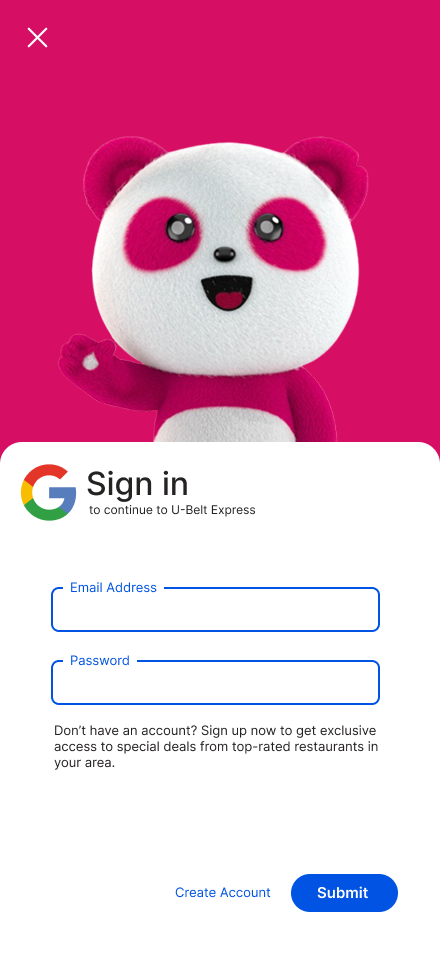 Sign in
to continue to U-Belt Express
Email Address
Password
Don’t have an account? Sign up now to get exclusive
access to special deals from top-rated restaurants in
your area.
Create Account
Submit